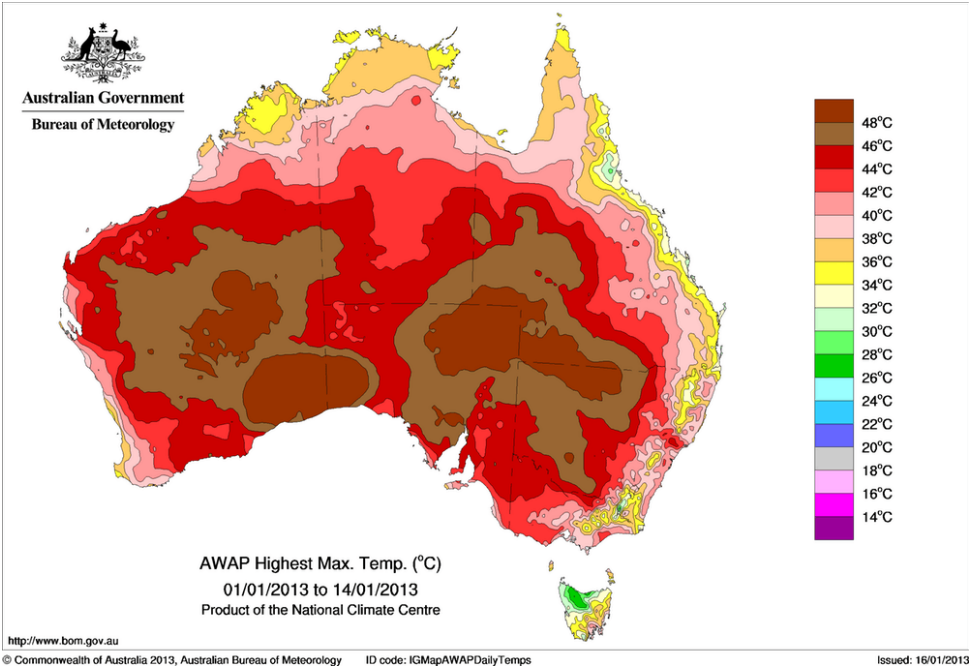 Australian Government
Bureau of Meteorology
48°C
46°C
44°C
42°C
40°C
38°C
36°C
34°C
32°C
30°C
28°C
26°C
24°C
22°C
20°C
18°C
16°C
14°C
AWAP Highest Max. Temp. (°C)
01/01/2013 to 14/01/2013
Product of the National Climate Centre
http://www.bom.gov.au
© Commonwealth of Australia 2013, Australian Bureau of Meteorology ID code: IGMapAWAPDailyTemps Issued: 16/01/2013